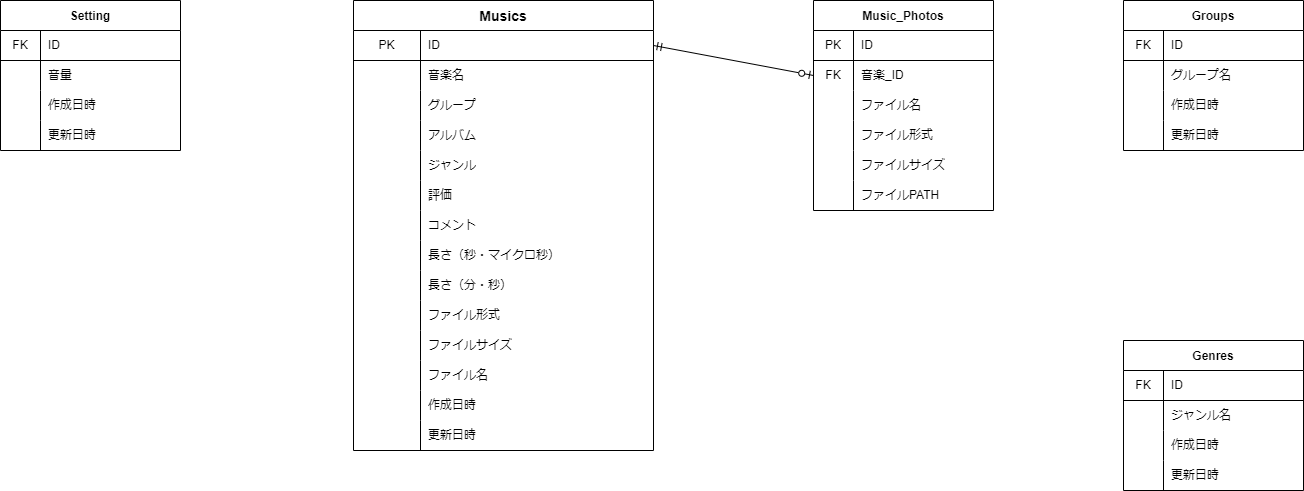 Setting
FK ID
音量
作成日時
更新日時
Musics
PK ID
音楽名
グループ
アルバム
ジャンル
評価
コメント
長さ（秒・マイクロ秒）
長さ（分・秒）
ファイル形式
ファイルサイズ
ファイル名
作成日時
更新日時
Music_Photos
PK ID
FK 音楽_ID
ファイル名
ファイル形式
ファイルサイズ
ファイルPATH
Groups
FK ID
グループ名
作成日時
更新日時
Genres
FK ID
ジャンル名
作成日時
更新日時